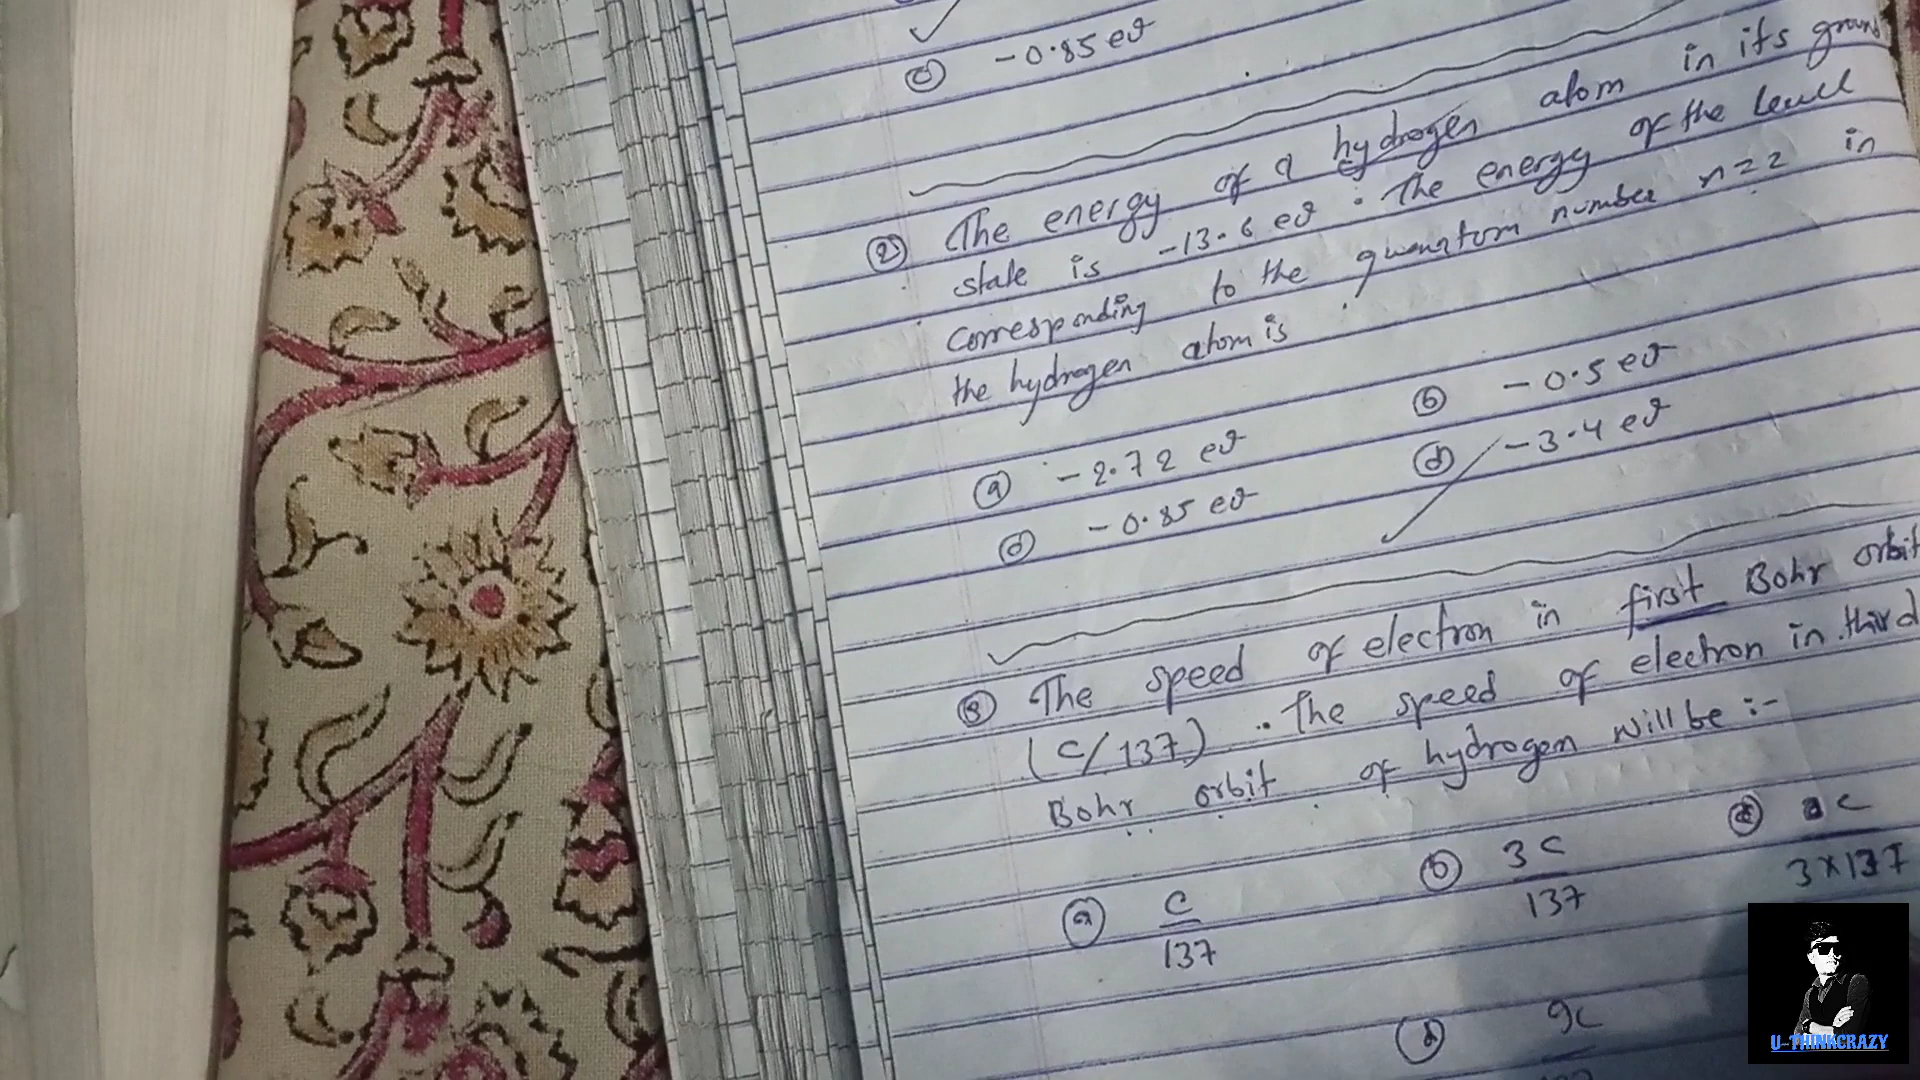 (c) -0.85 ev
(2) The energy of a hydrogen atom in its groun
state is -13.6 ev. The energy of the level
corresponding to the quantom number n=2 in
the hydrogen atom is
(a) -2.72 ev (b) -0.5 ev
(c) -0.85 ev (d) -3.4 ev
(3) The speed of electron in first Bohr orbit
(c/137). The speed of electron in third
Bohr orbit of hydrogen will be :-
(a) c/137 (b) 3c/137 (c) c/3×137
(d) 9c
U-THINKCRAZY